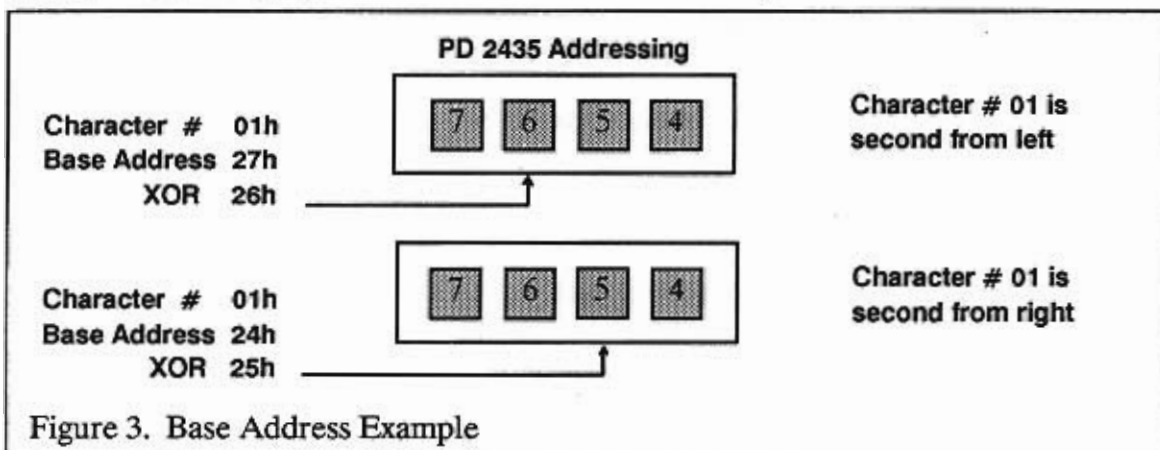 PD 2435 Addressing
Character # 01h
Base Address 27h
XOR 26h
7 6 5 4
Character # 01 is
second from left
Character # 01h
Base Address 24h
XOR 25h
7 6 5 4
Character # 01 is
second from right
Figure 3. Base Address Example